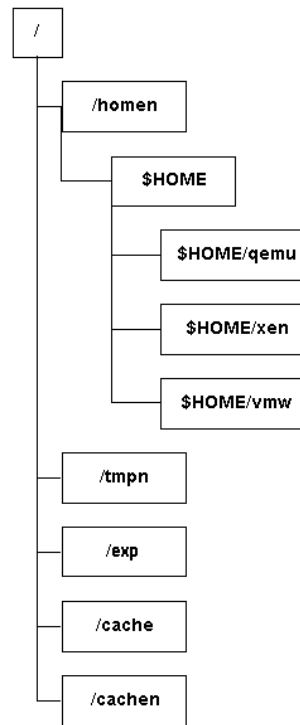 /
/homen
$HOME
$HOME/qemu
$HOME/xen
$HOME/vmw
/tmpn
/exp
/cache
/cachen